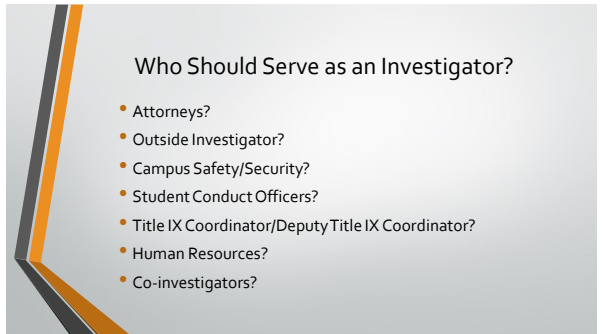 Who Should Serve as an Investigator?
• Attorneys?
• Outside Investigator?
• Campus Safety/Security?
• Student Conduct Officers?
• Title IX Coordinator/Deputy Title IX Coordinator?
• Human Resources?
• Co-investigators?